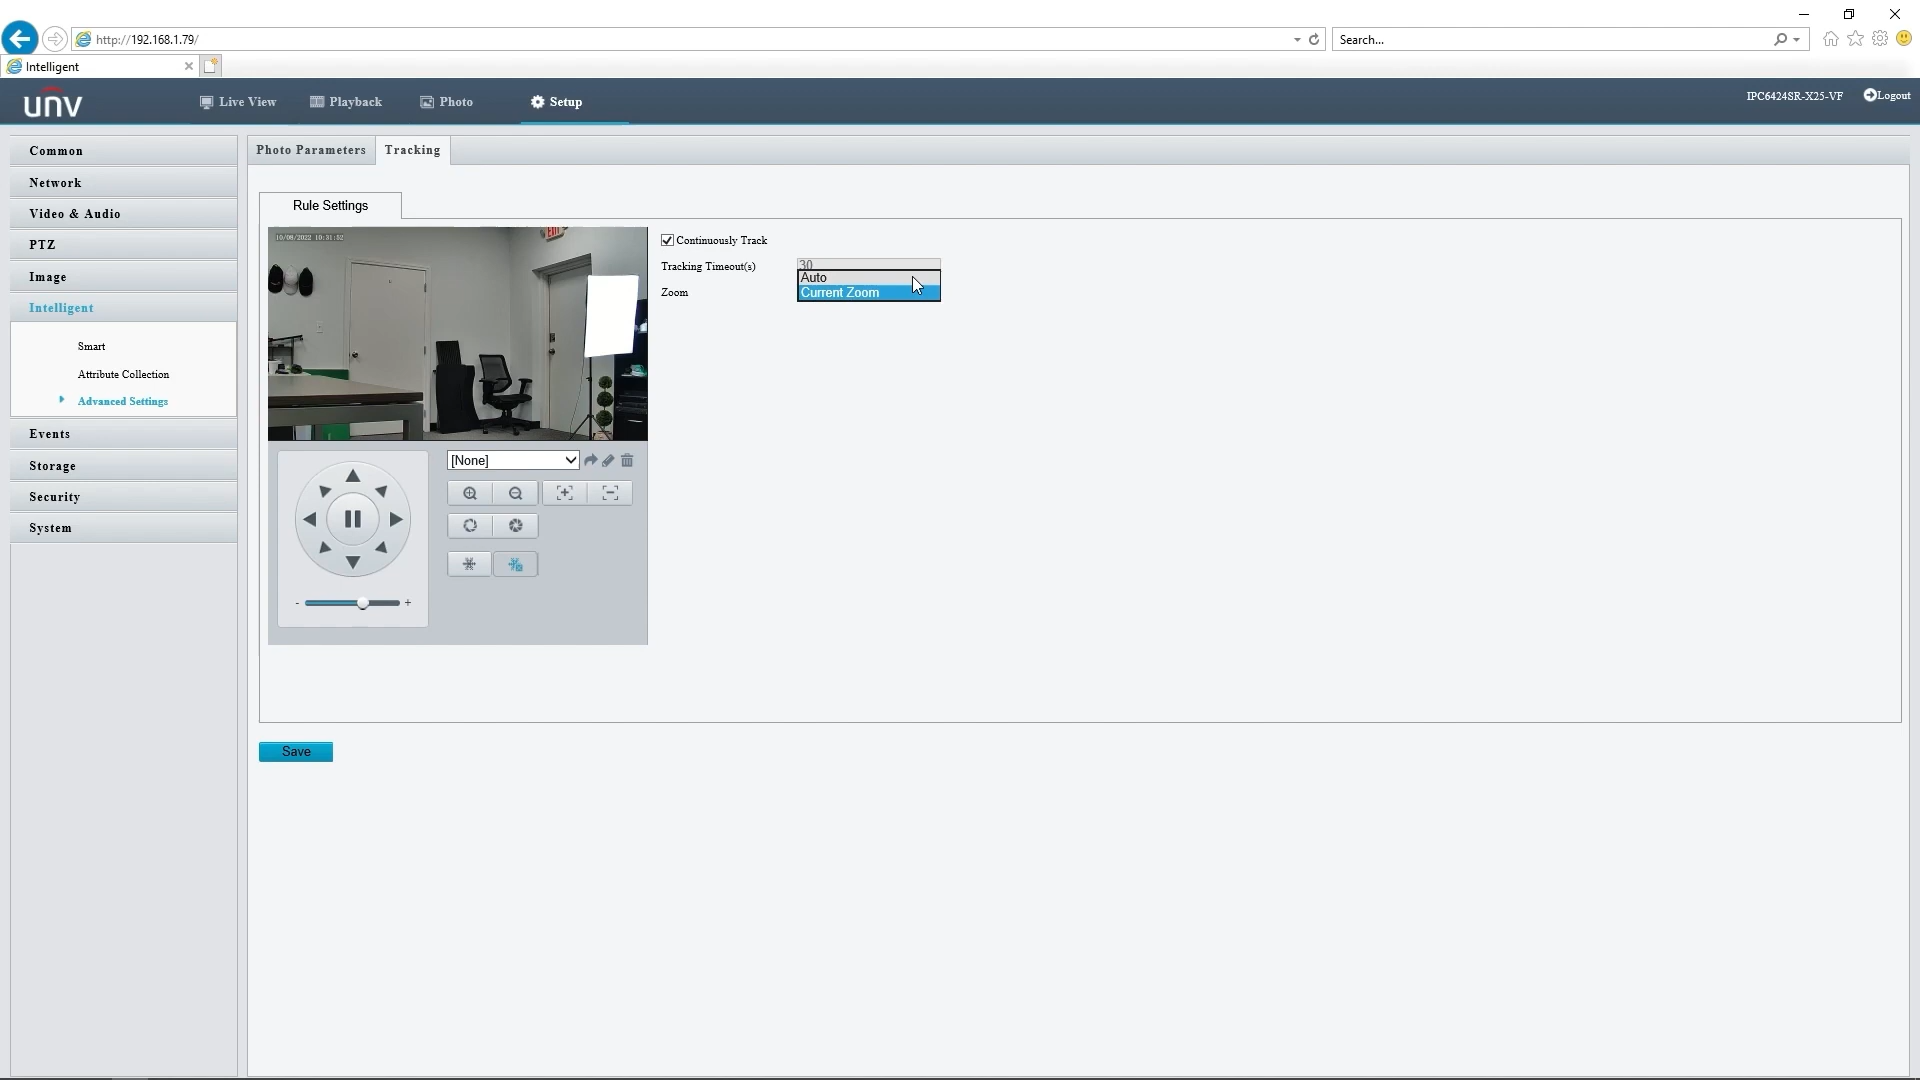 http://192.168.1.79/
Search...
Intelligent
unv
Live View
Playback
Photo
Setup
IPC6424SR-X25-VF
Logout
Common
Network
Video & Audio
PTZ
Image
Intelligent
Smart
Attribute Collection
Advanced Settings
Events
Storage
Security
System
Photo Parameters
Tracking
Rule Settings
EXIT
Continuously Track
Tracking Timeout(s)
30
Zoom
Auto
Current Zoom
[None]
- +
Save